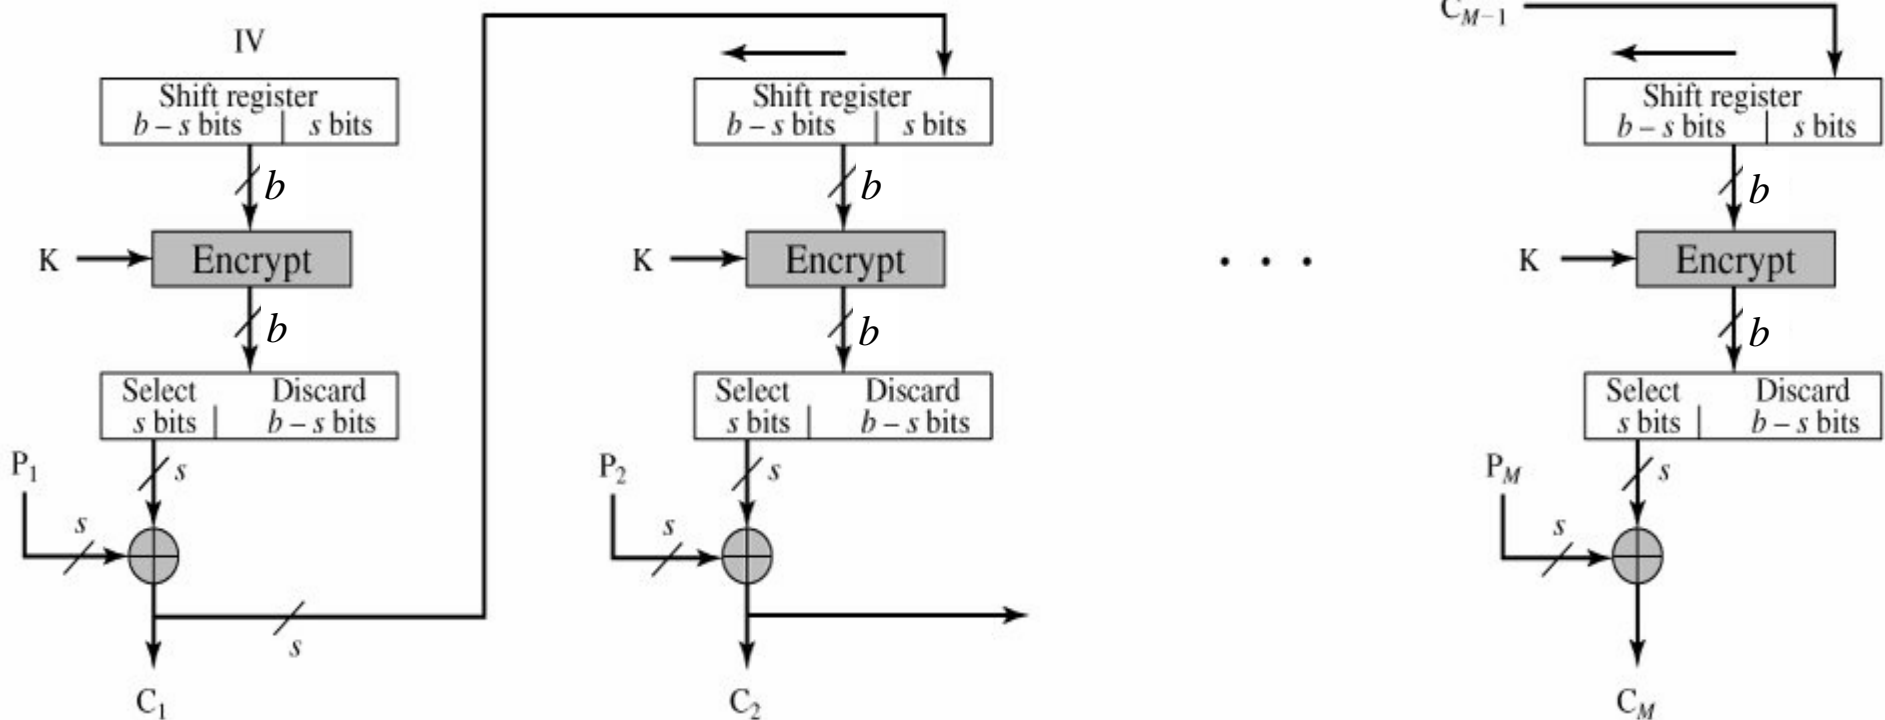 C_{M-1}
IV
Shift register
b – s bits | s bits
b
K
Encrypt
b
Select Discard
s bits | b – s bits
P_1
s
s
s
C_1
Shift register
b – s bits | s bits
b
K
Encrypt
b
Select Discard
s bits | b – s bits
P_2
s
s
C_2
. . .
Shift register
b – s bits | s bits
b
K
Encrypt
b
Select Discard
s bits | b – s bits
P_M
s
s
C_M